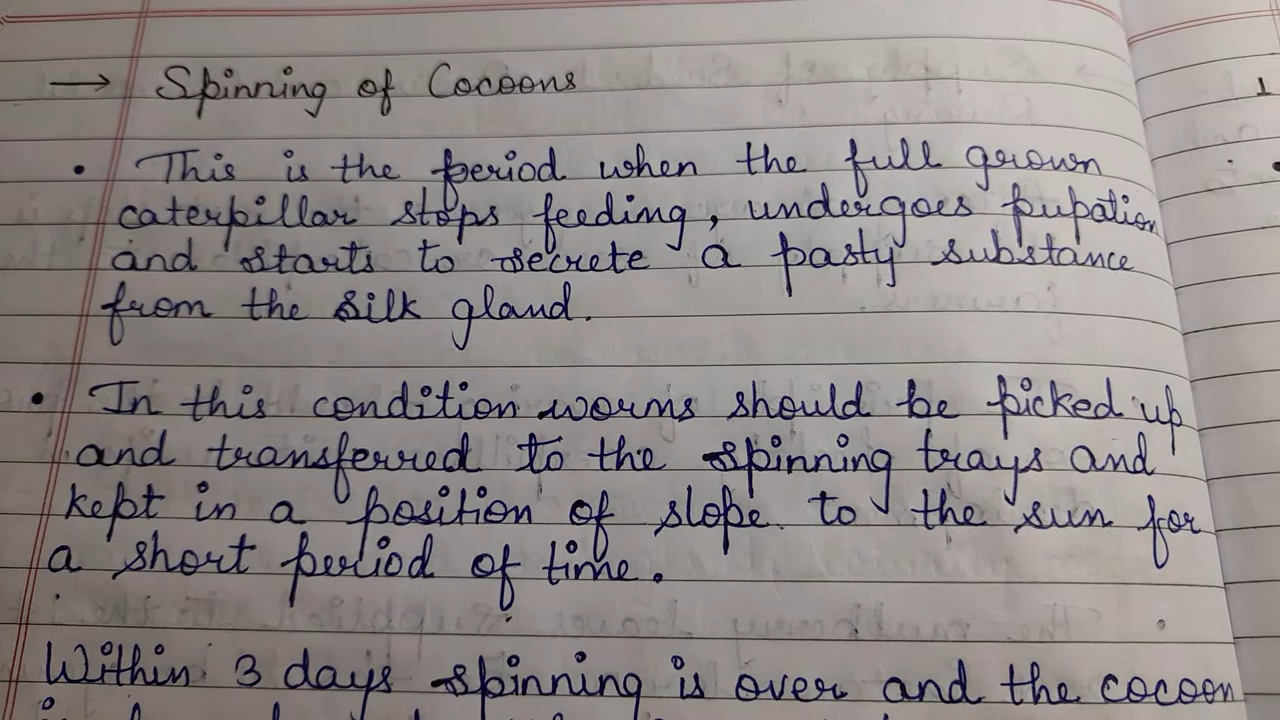 → Spinning of Cocoons
• This is the period when the full grown
caterpillar stops feeding, undergoes pupation
and starts to secrete a pasty substance
from the silk gland.
• In this condition worms should be picked up
and transferred to the spinning trays and
kept in a position of slope to the sun for
a short period of time.
Within 3 days spinning is over and the cocoon